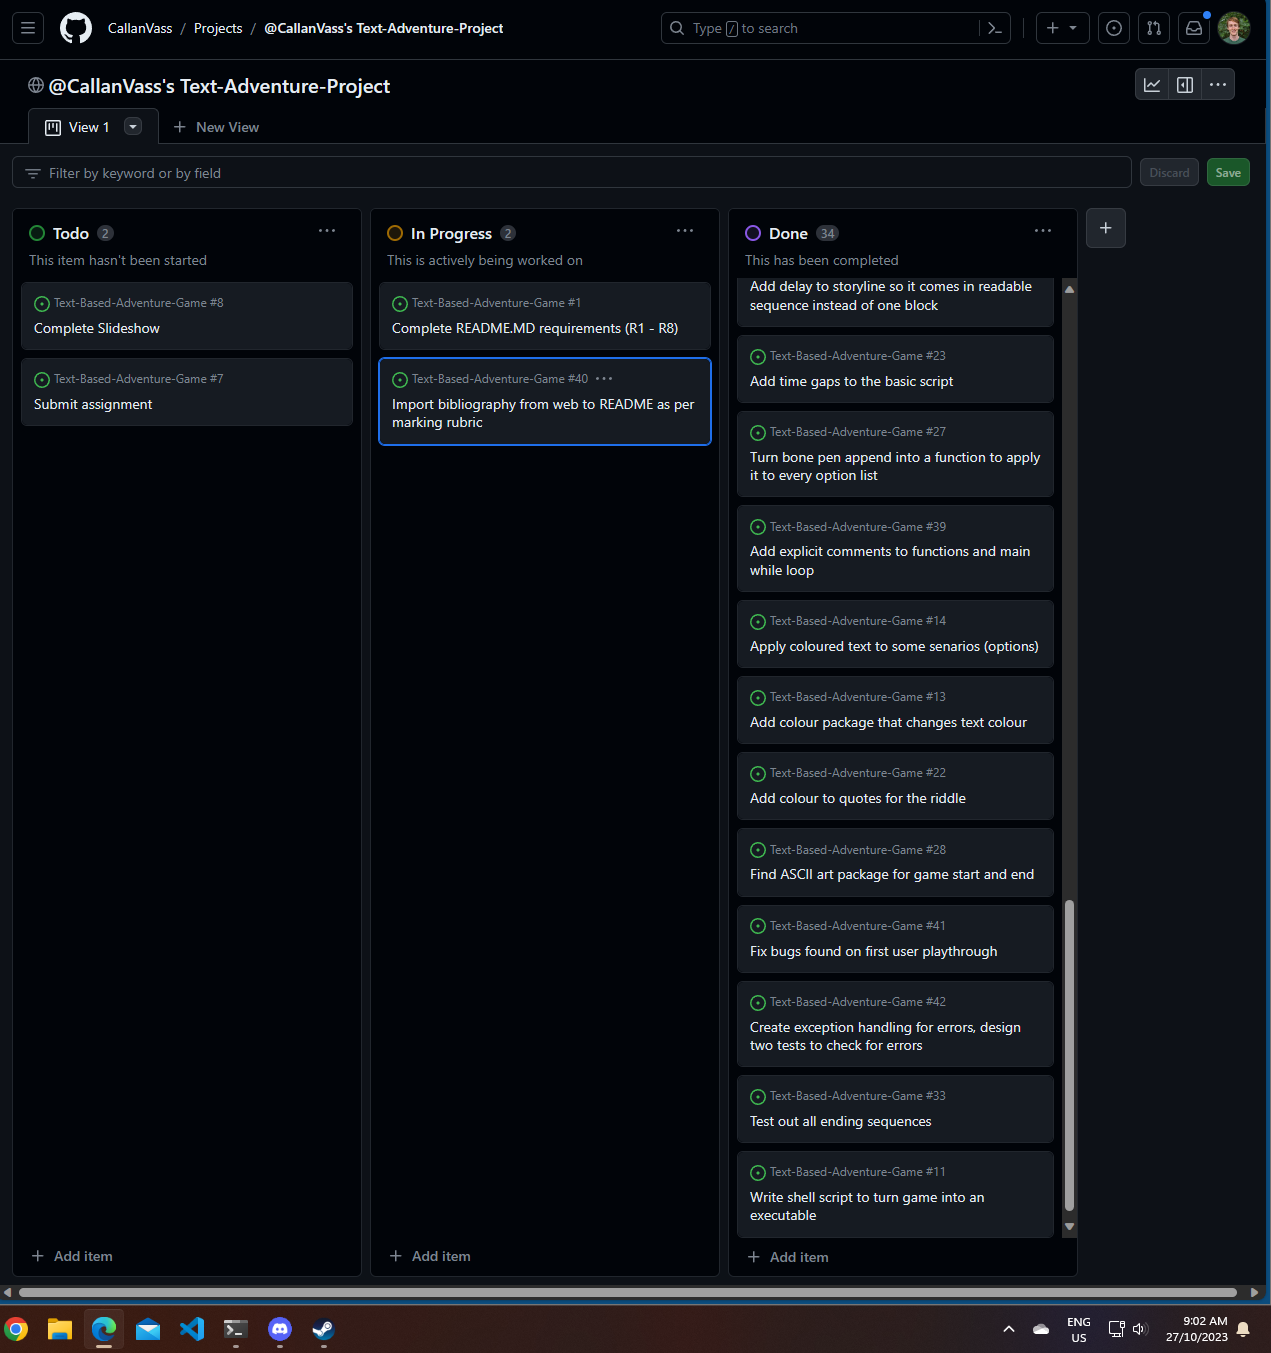 CallanVass / Projects / @CallanVass's Text-Adventure-Project
Type / to search
@CallanVass's Text-Adventure-Project
View 1
New View
Filter by keyword or by field
Discard
Save
Todo 2
This item hasn't been started
Text-Based-Adventure-Game #8
Complete Slideshow
Text-Based-Adventure-Game #7
Submit assignment
Add item
In Progress 2
This is actively being worked on
Text-Based-Adventure-Game #1
Complete README.MD requirements (R1 - R8)
Text-Based-Adventure-Game #40
Import bibliography from web to README as per
marking rubric
Add item
Done 34
This has been completed
Add delay to storyline so it comes in readable
sequence instead of one block
Text-Based-Adventure-Game #23
Add time gaps to the basic script
Text-Based-Adventure-Game #27
Turn bone pen append into a function to apply
it to every option list
Text-Based-Adventure-Game #39
Add explicit comments to functions and main
while loop
Text-Based-Adventure-Game #14
Apply coloured text to some senarios (options)
Text-Based-Adventure-Game #13
Add colour package that changes text colour
Text-Based-Adventure-Game #22
Add colour to quotes for the riddle
Text-Based-Adventure-Game #28
Find ASCII art package for game start and end
Text-Based-Adventure-Game #41
Fix bugs found on first user playthrough
Text-Based-Adventure-Game #42
Create exception handling for errors, design
two tests to check for errors
Text-Based-Adventure-Game #33
Test out all ending sequences
Text-Based-Adventure-Game #11
Write shell script to turn game into an
executable
Add item
ENG
US
9:02 AM
27/10/2023